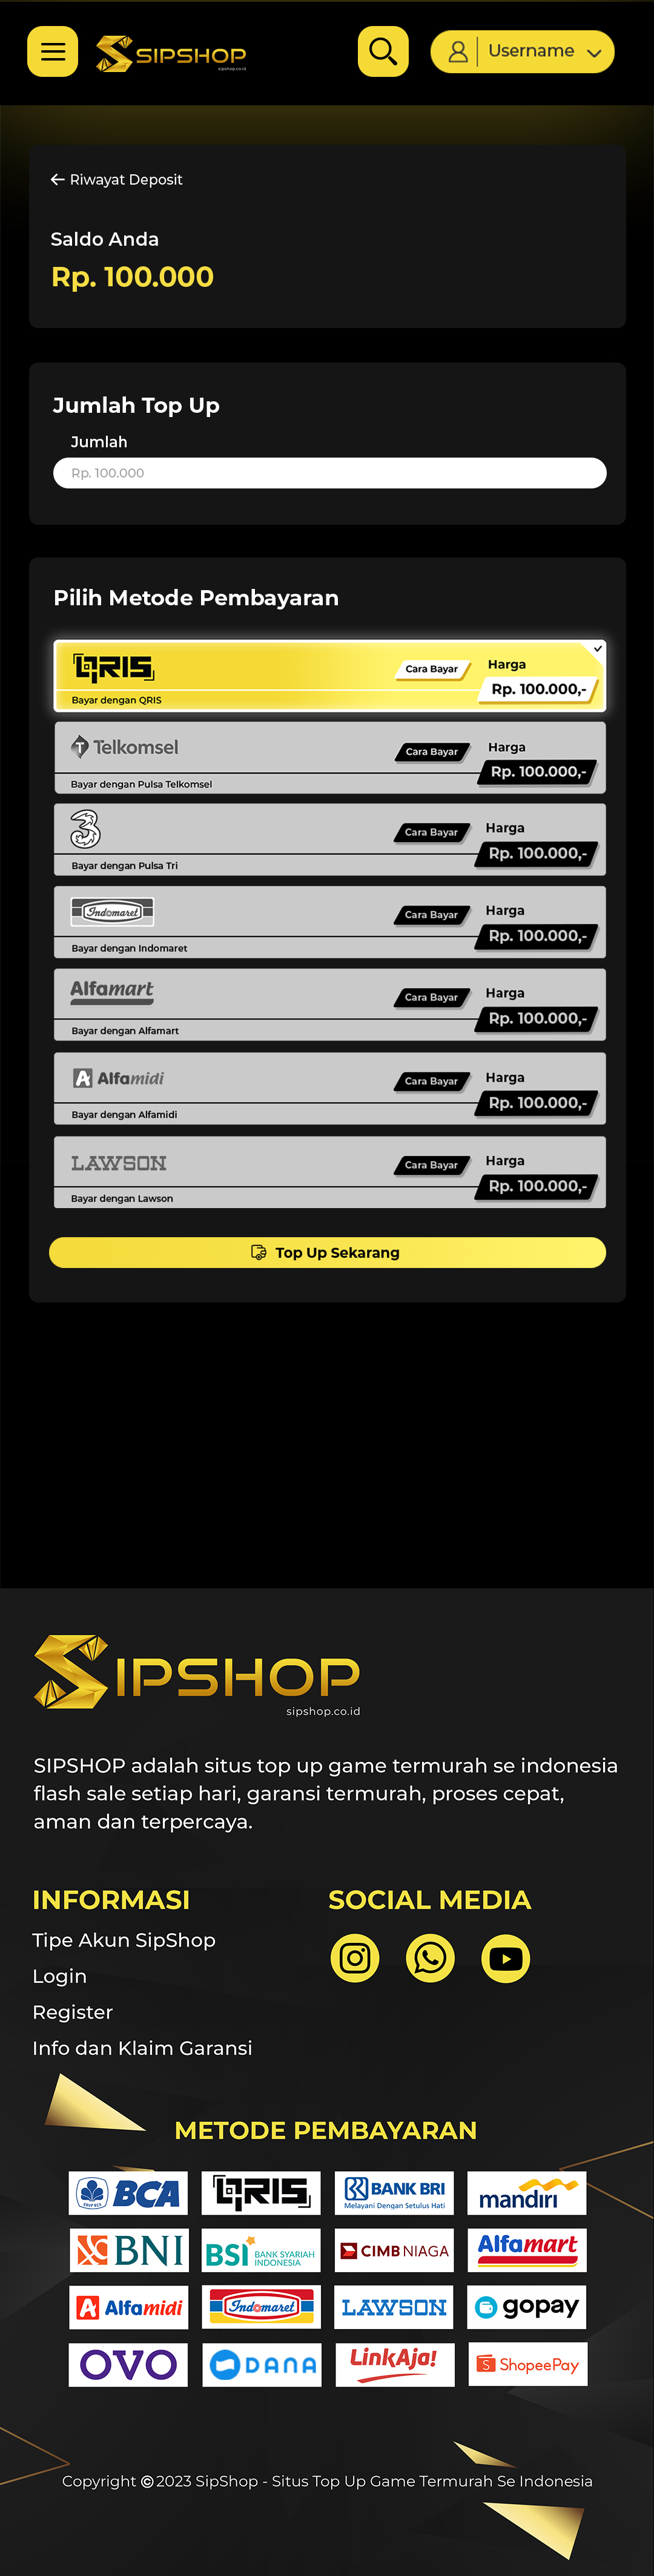 SIPSHOP
sipshop.co.id
Username
← Riwayat Deposit
Saldo Anda
Rp. 100.000
Jumlah Top Up
Jumlah
Rp. 100.000
Pilih Metode Pembayaran
QRIS
Cara Bayar
Harga
Rp. 100.000,-
Bayar dengan QRIS
Telkomsel
Cara Bayar
Harga
Rp. 100.000,-
Bayar dengan Pulsa Telkomsel
3
Cara Bayar
Harga
Rp. 100.000,-
Bayar dengan Pulsa Tri
Indomaret
Cara Bayar
Harga
Rp. 100.000,-
Bayar dengan Indomaret
Alfamart
Cara Bayar
Harga
Rp. 100.000,-
Bayar dengan Alfamart
Alfamidi
Cara Bayar
Harga
Rp. 100.000,-
Bayar dengan Alfamidi
LAWSON
Cara Bayar
Harga
Rp. 100.000,-
Bayar dengan Lawson
Top Up Sekarang
SIPSHOP
sipshop.co.id
SIPSHOP adalah situs top up game termurah se indonesia
flash sale setiap hari, garansi termurah, proses cepat,
aman dan terpercaya.
INFORMASI
Tipe Akun SipShop
Login
Register
Info dan Klaim Garansi
SOCIAL MEDIA
METODE PEMBAYARAN
BCA
QRIS
BANK BRI
Melayani Dengan Setulus Hati
mandırı
BNI
BSI BANK SYARIAH
INDONESIA
CIMB NIAGA
Alfamart
Alfamidi
Indomaret
LAWSON
gopay
OVO
DANA
LinkAja!
ShopeePay
Copyright © 2023 SipShop - Situs Top Up Game Termurah Se Indonesia